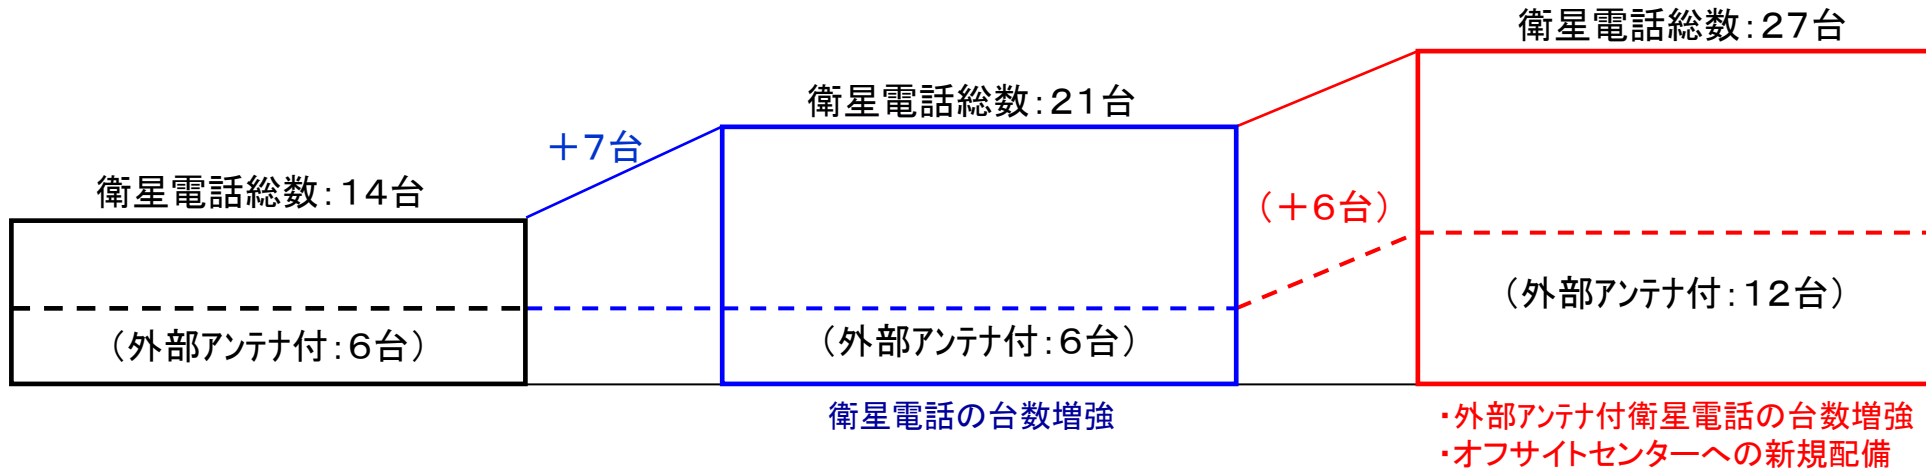 衛星電話総数:14台
(外部アンテナ付:6台)
+7台
衛星電話総数:21台
(外部アンテナ付:6台)
衛星電話の台数増強
(+6台)
衛星電話総数:27台
(外部アンテナ付:12台)
・外部アンテナ付衛星電話の台数増強
・オフサイトセンターへの新規配備